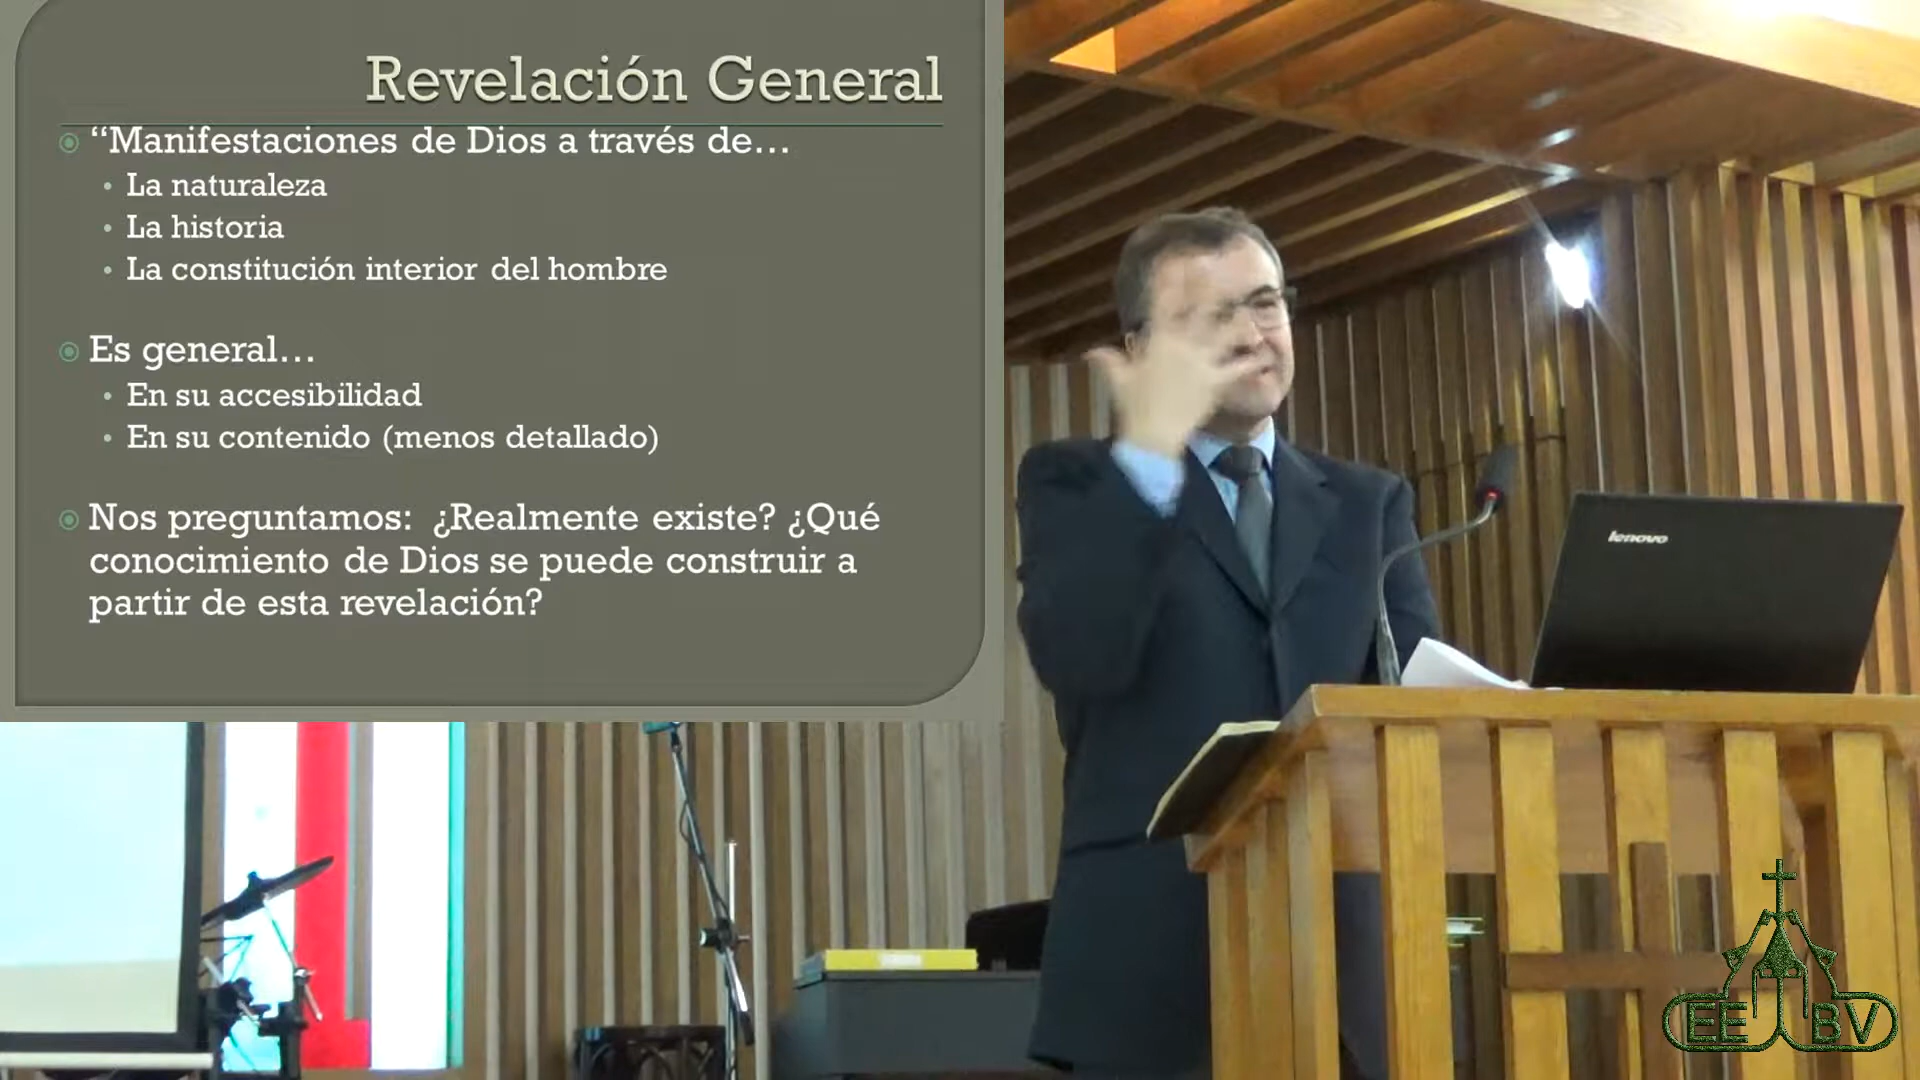 Revelación General
“Manifestaciones de Dios a través de…
La naturaleza
La historia
La constitución interior del hombre
Es general…
En su accesibilidad
En su contenido (menos detallado)
Nos preguntamos: ¿Realmente existe? ¿Qué
conocimiento de Dios se puede construir a
partir de esta revelación?
lenovo
EE BV